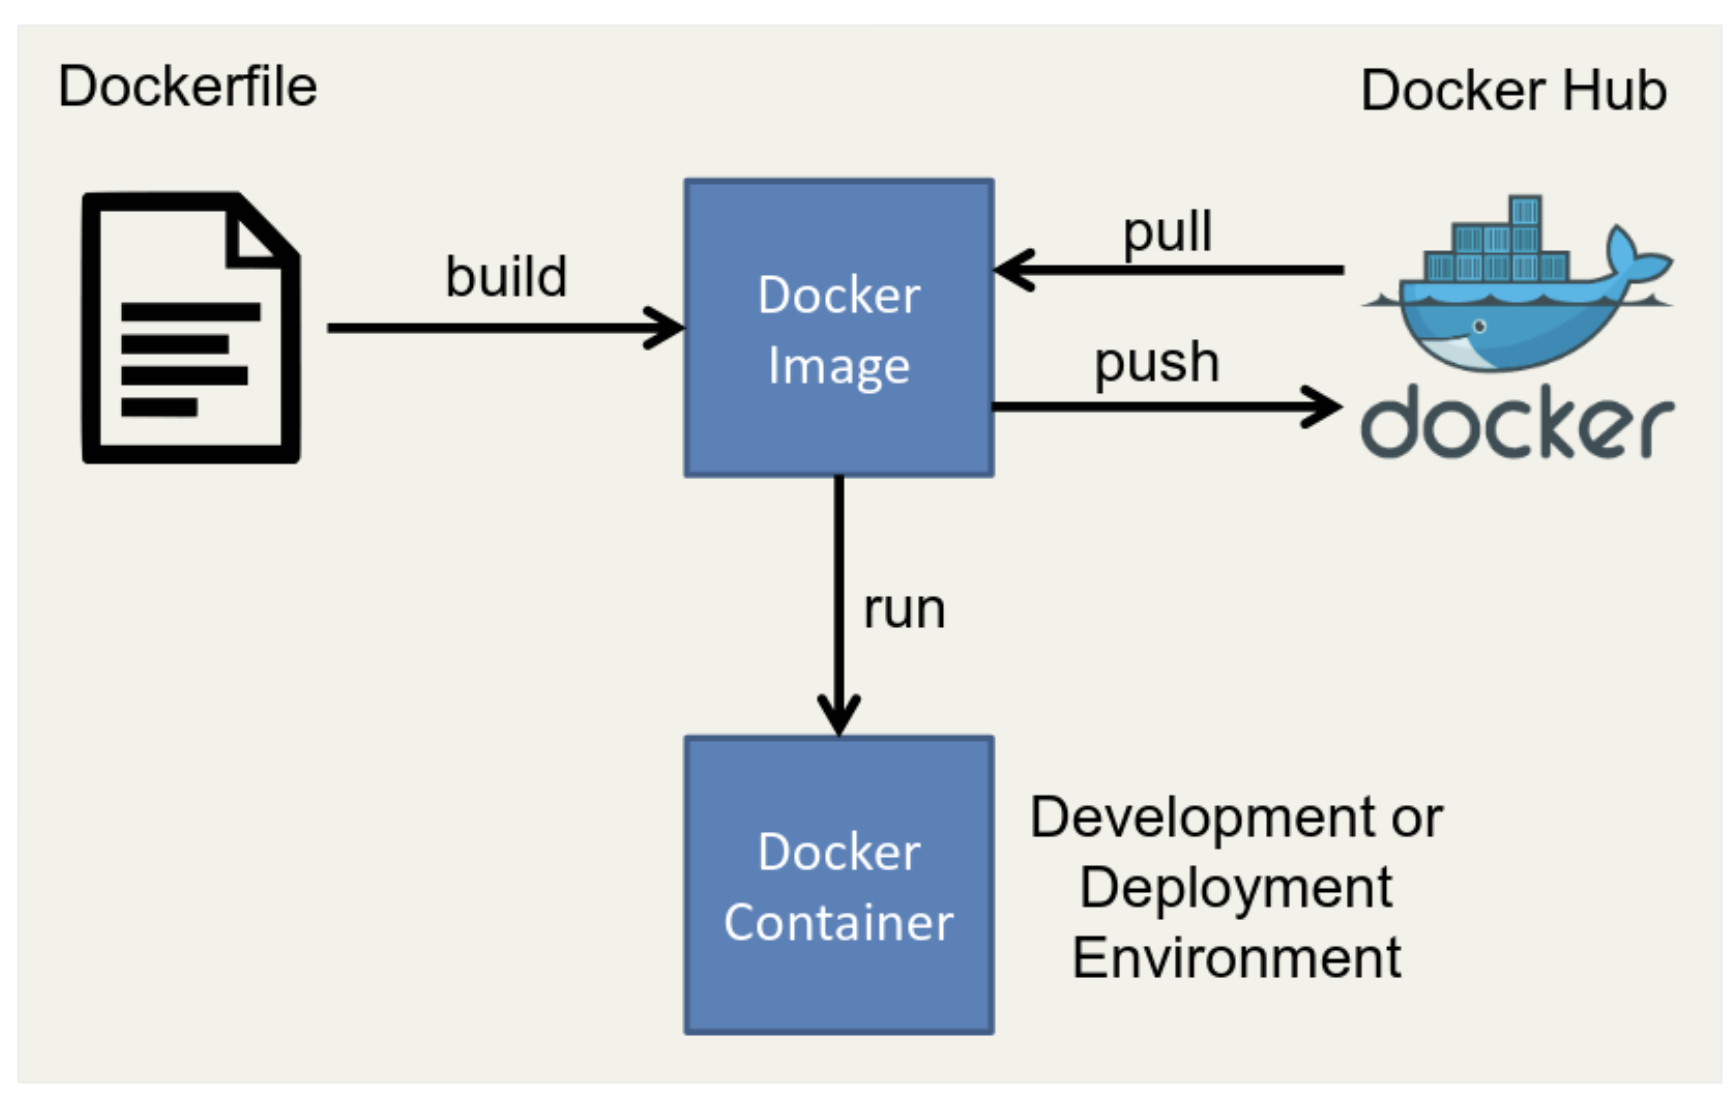 Dockerfile
Docker Hub
build
Docker
Image
pull
push
docker
run
Docker
Container
Development or
Deployment
Environment